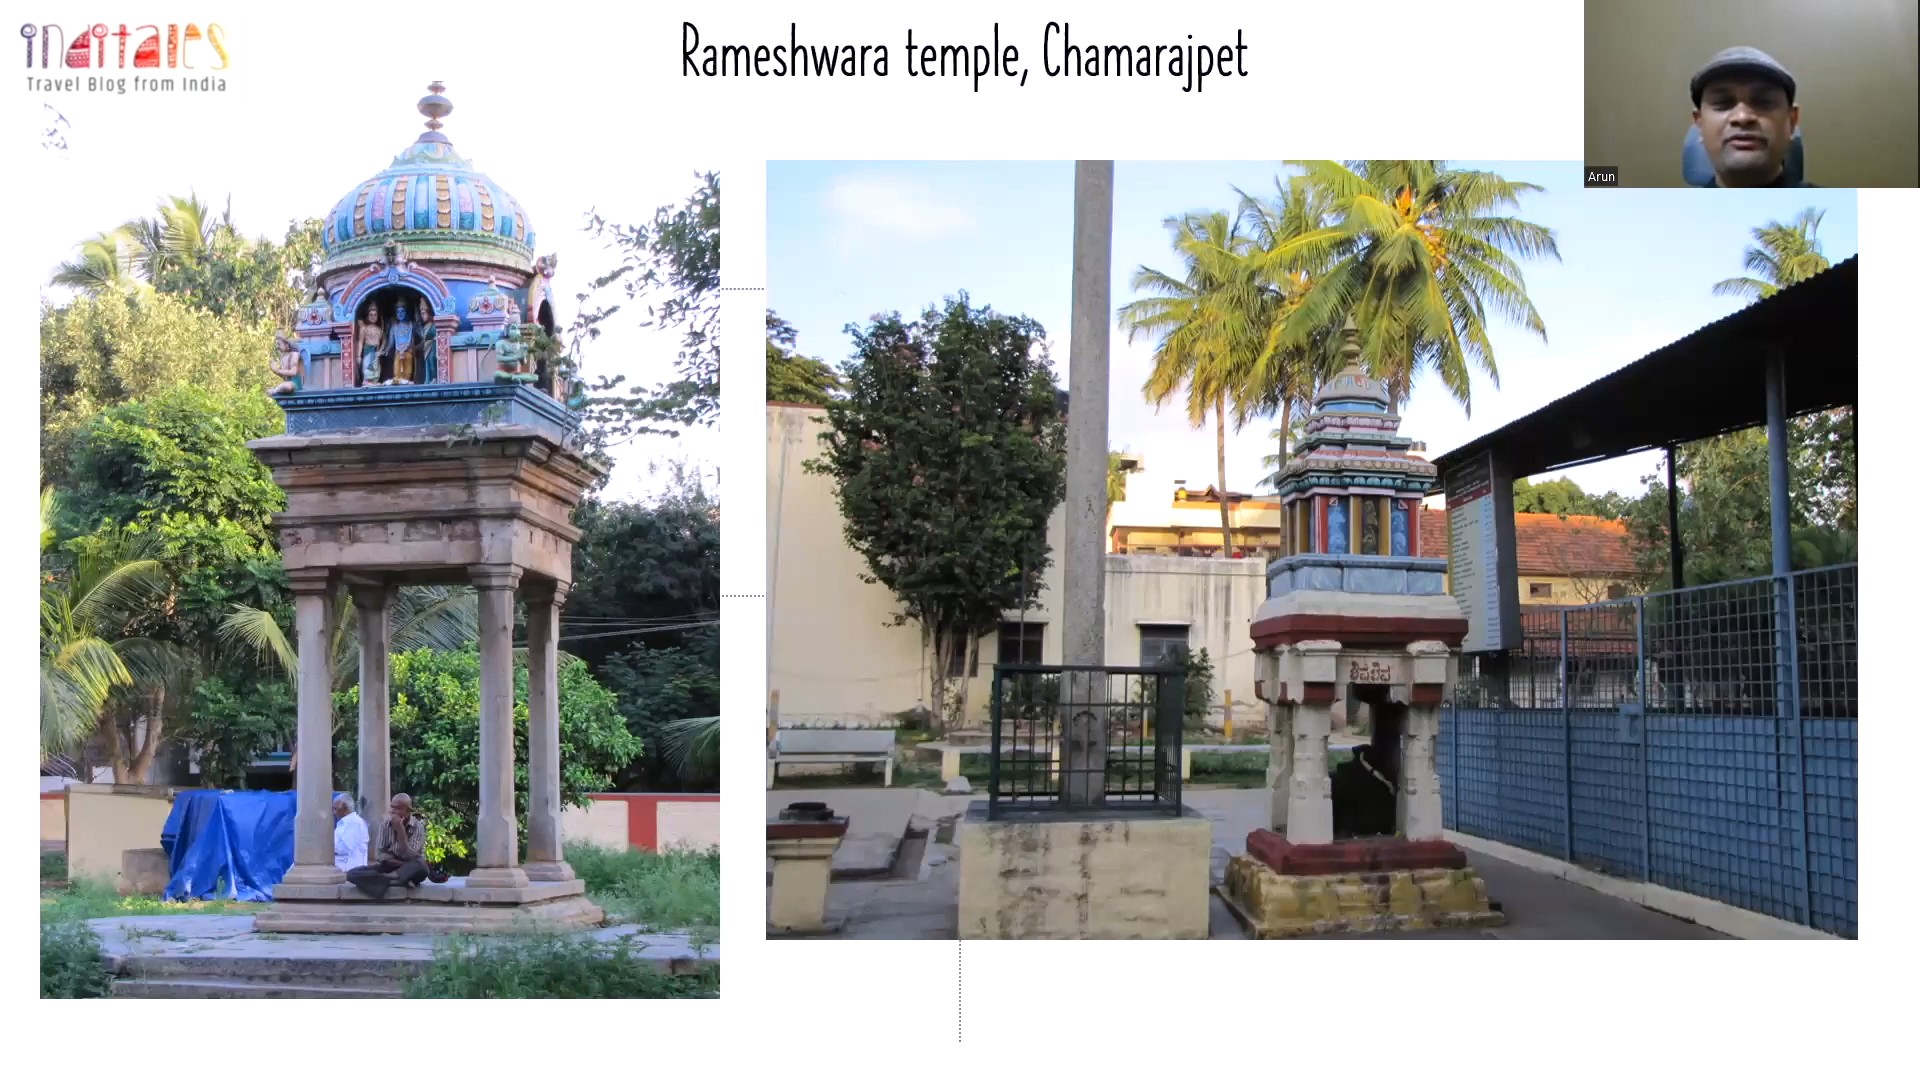 inditales
Travel Blog from India
Rameshwara temple, Chamarajpet
Arun